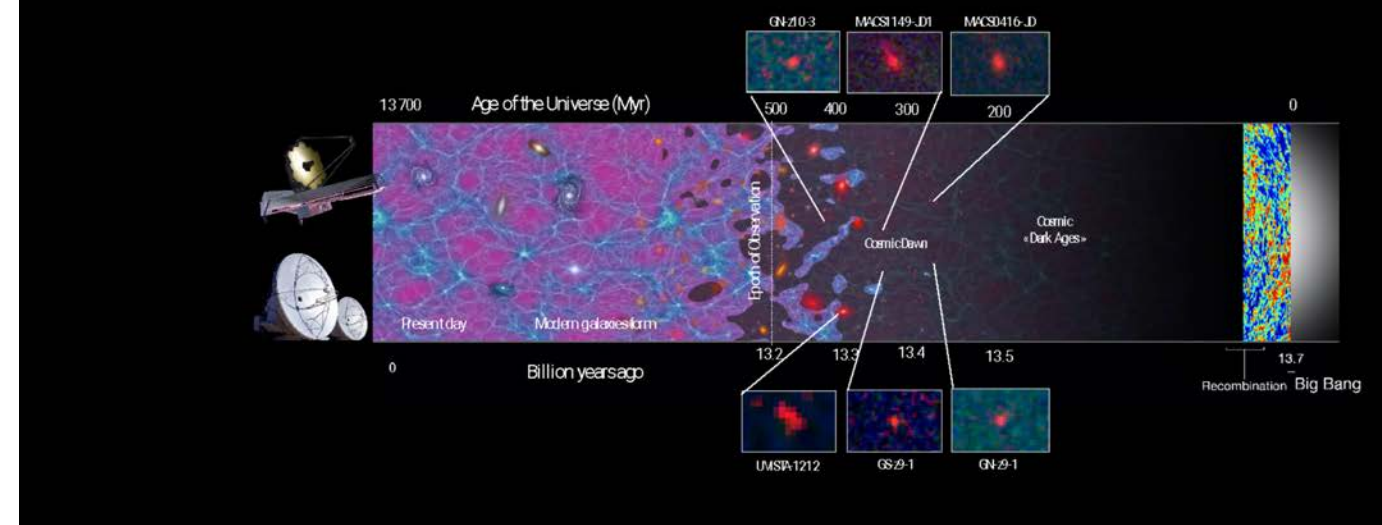 GN-z10-3
MACS1149-JD1
MACS0416-JD
13 700
Age of the Universe (Myr)
500
400
300
200
0
Epoch of Observation
Cosmic Dawn
Cosmic
«Dark Ages»
Present day
Modern galaxies form
13.2
13.3
13.4
13.5
13.7
0
Billion years ago
Recombination
Big Bang
UVISTA-1212
GS-z9-1
GN-z9-1